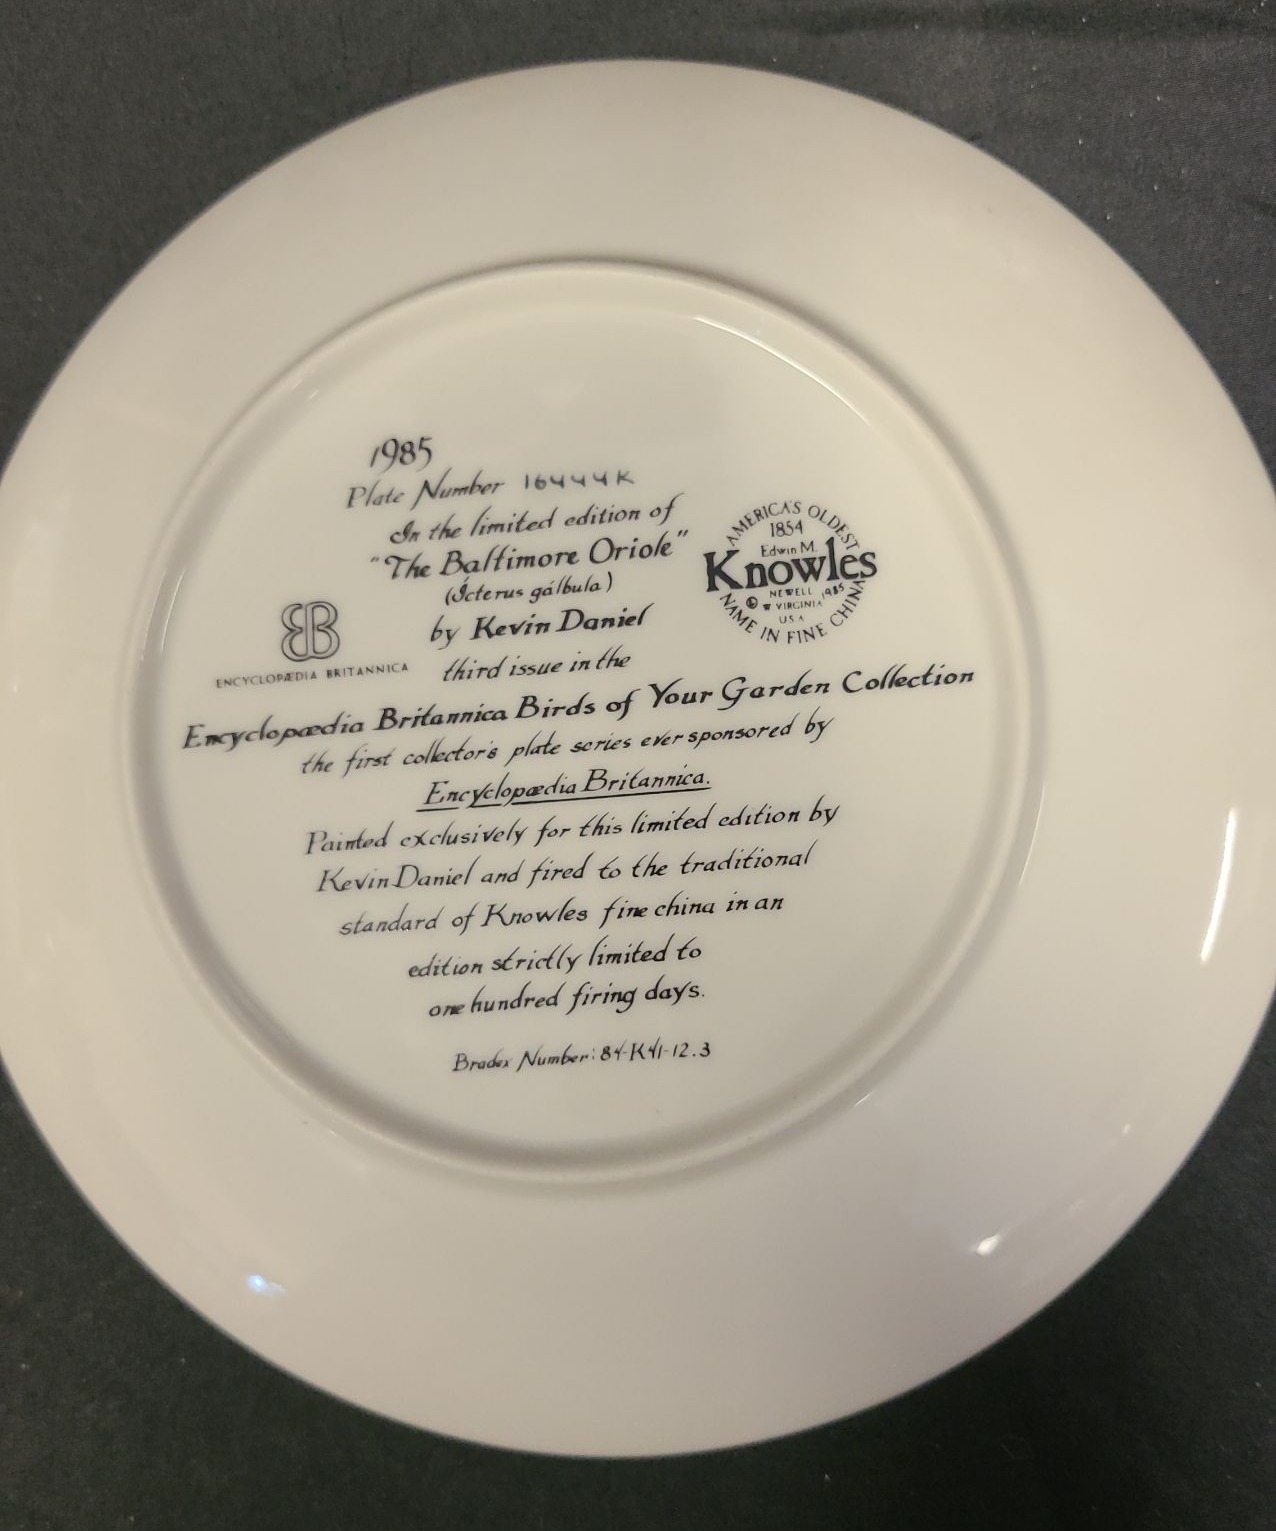 1985
Plate Number 16444K
In the limited edition of
"The Baltimore Oriole"
(Icterus gálbula)
by Kevin Daniel
third issue in the
Encyclopædia Britannica Birds of Your Garden Collection
the first collector's plate series ever sponsored by
Encyclopædia Britannica.
Painted exclusively for this limited edition by
Kevin Daniel and fired to the traditional
standard of Knowles fine china in an
edition strictly limited to
one hundred firing days.
Bradex Number: 84-K41-12.3
EB
ENCYCLOPÆDIA BRITANNICA
AMERICA'S OLDEST
1854
Edwin M.
Knowles
NEWELL
© W VIRGINIA 1985
USA
NAME IN FINE CHINA